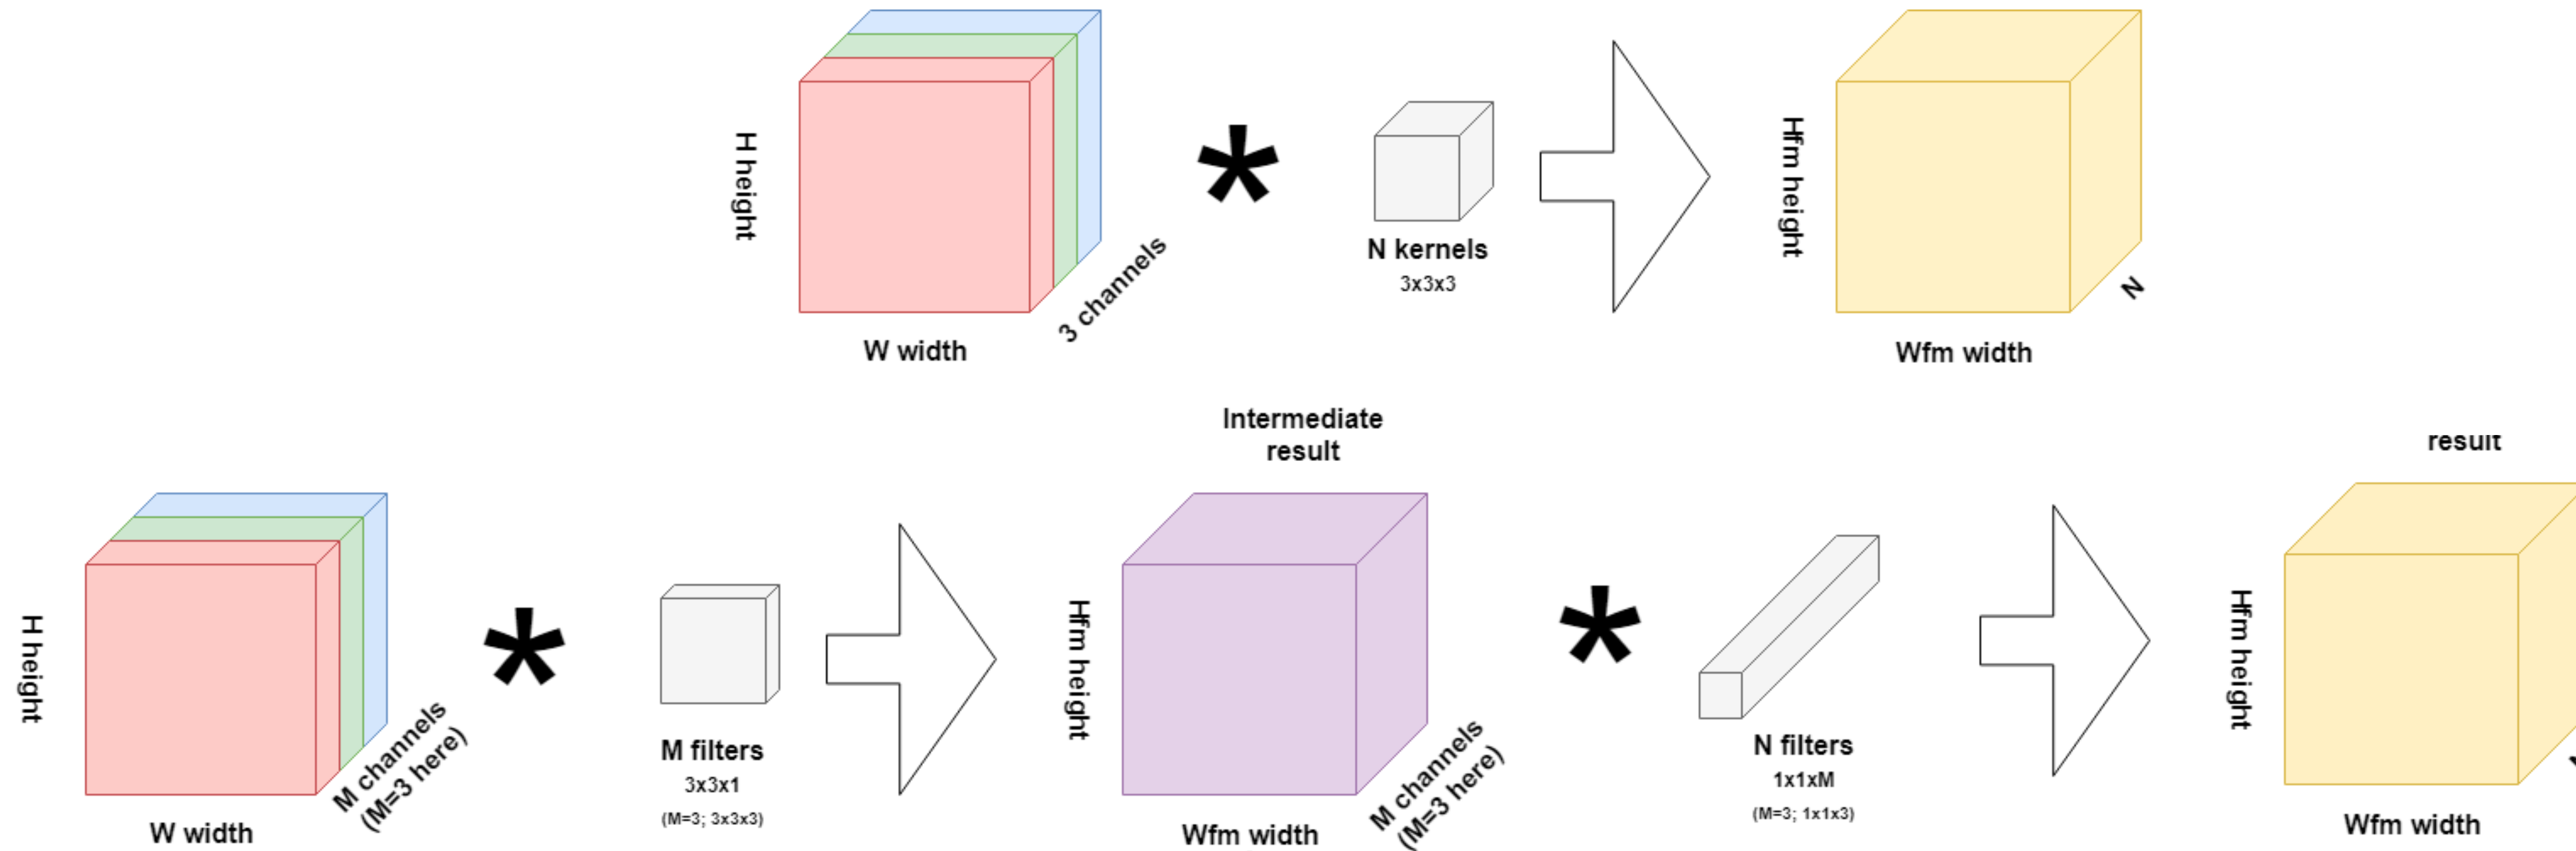 H height
W width
3 channels
*
N kernels
3x3x3
Hfm height
Wfm width
N
Intermediate
result
result
H height
W width
M channels
(M=3 here)
*
M filters
3x3x1
(M=3; 3x3x3)
Hfm height
Wfm width
M channels
(M=3 here)
*
N filters
1x1xM
(M=3; 1x1x3)
Hfm height
Wfm width